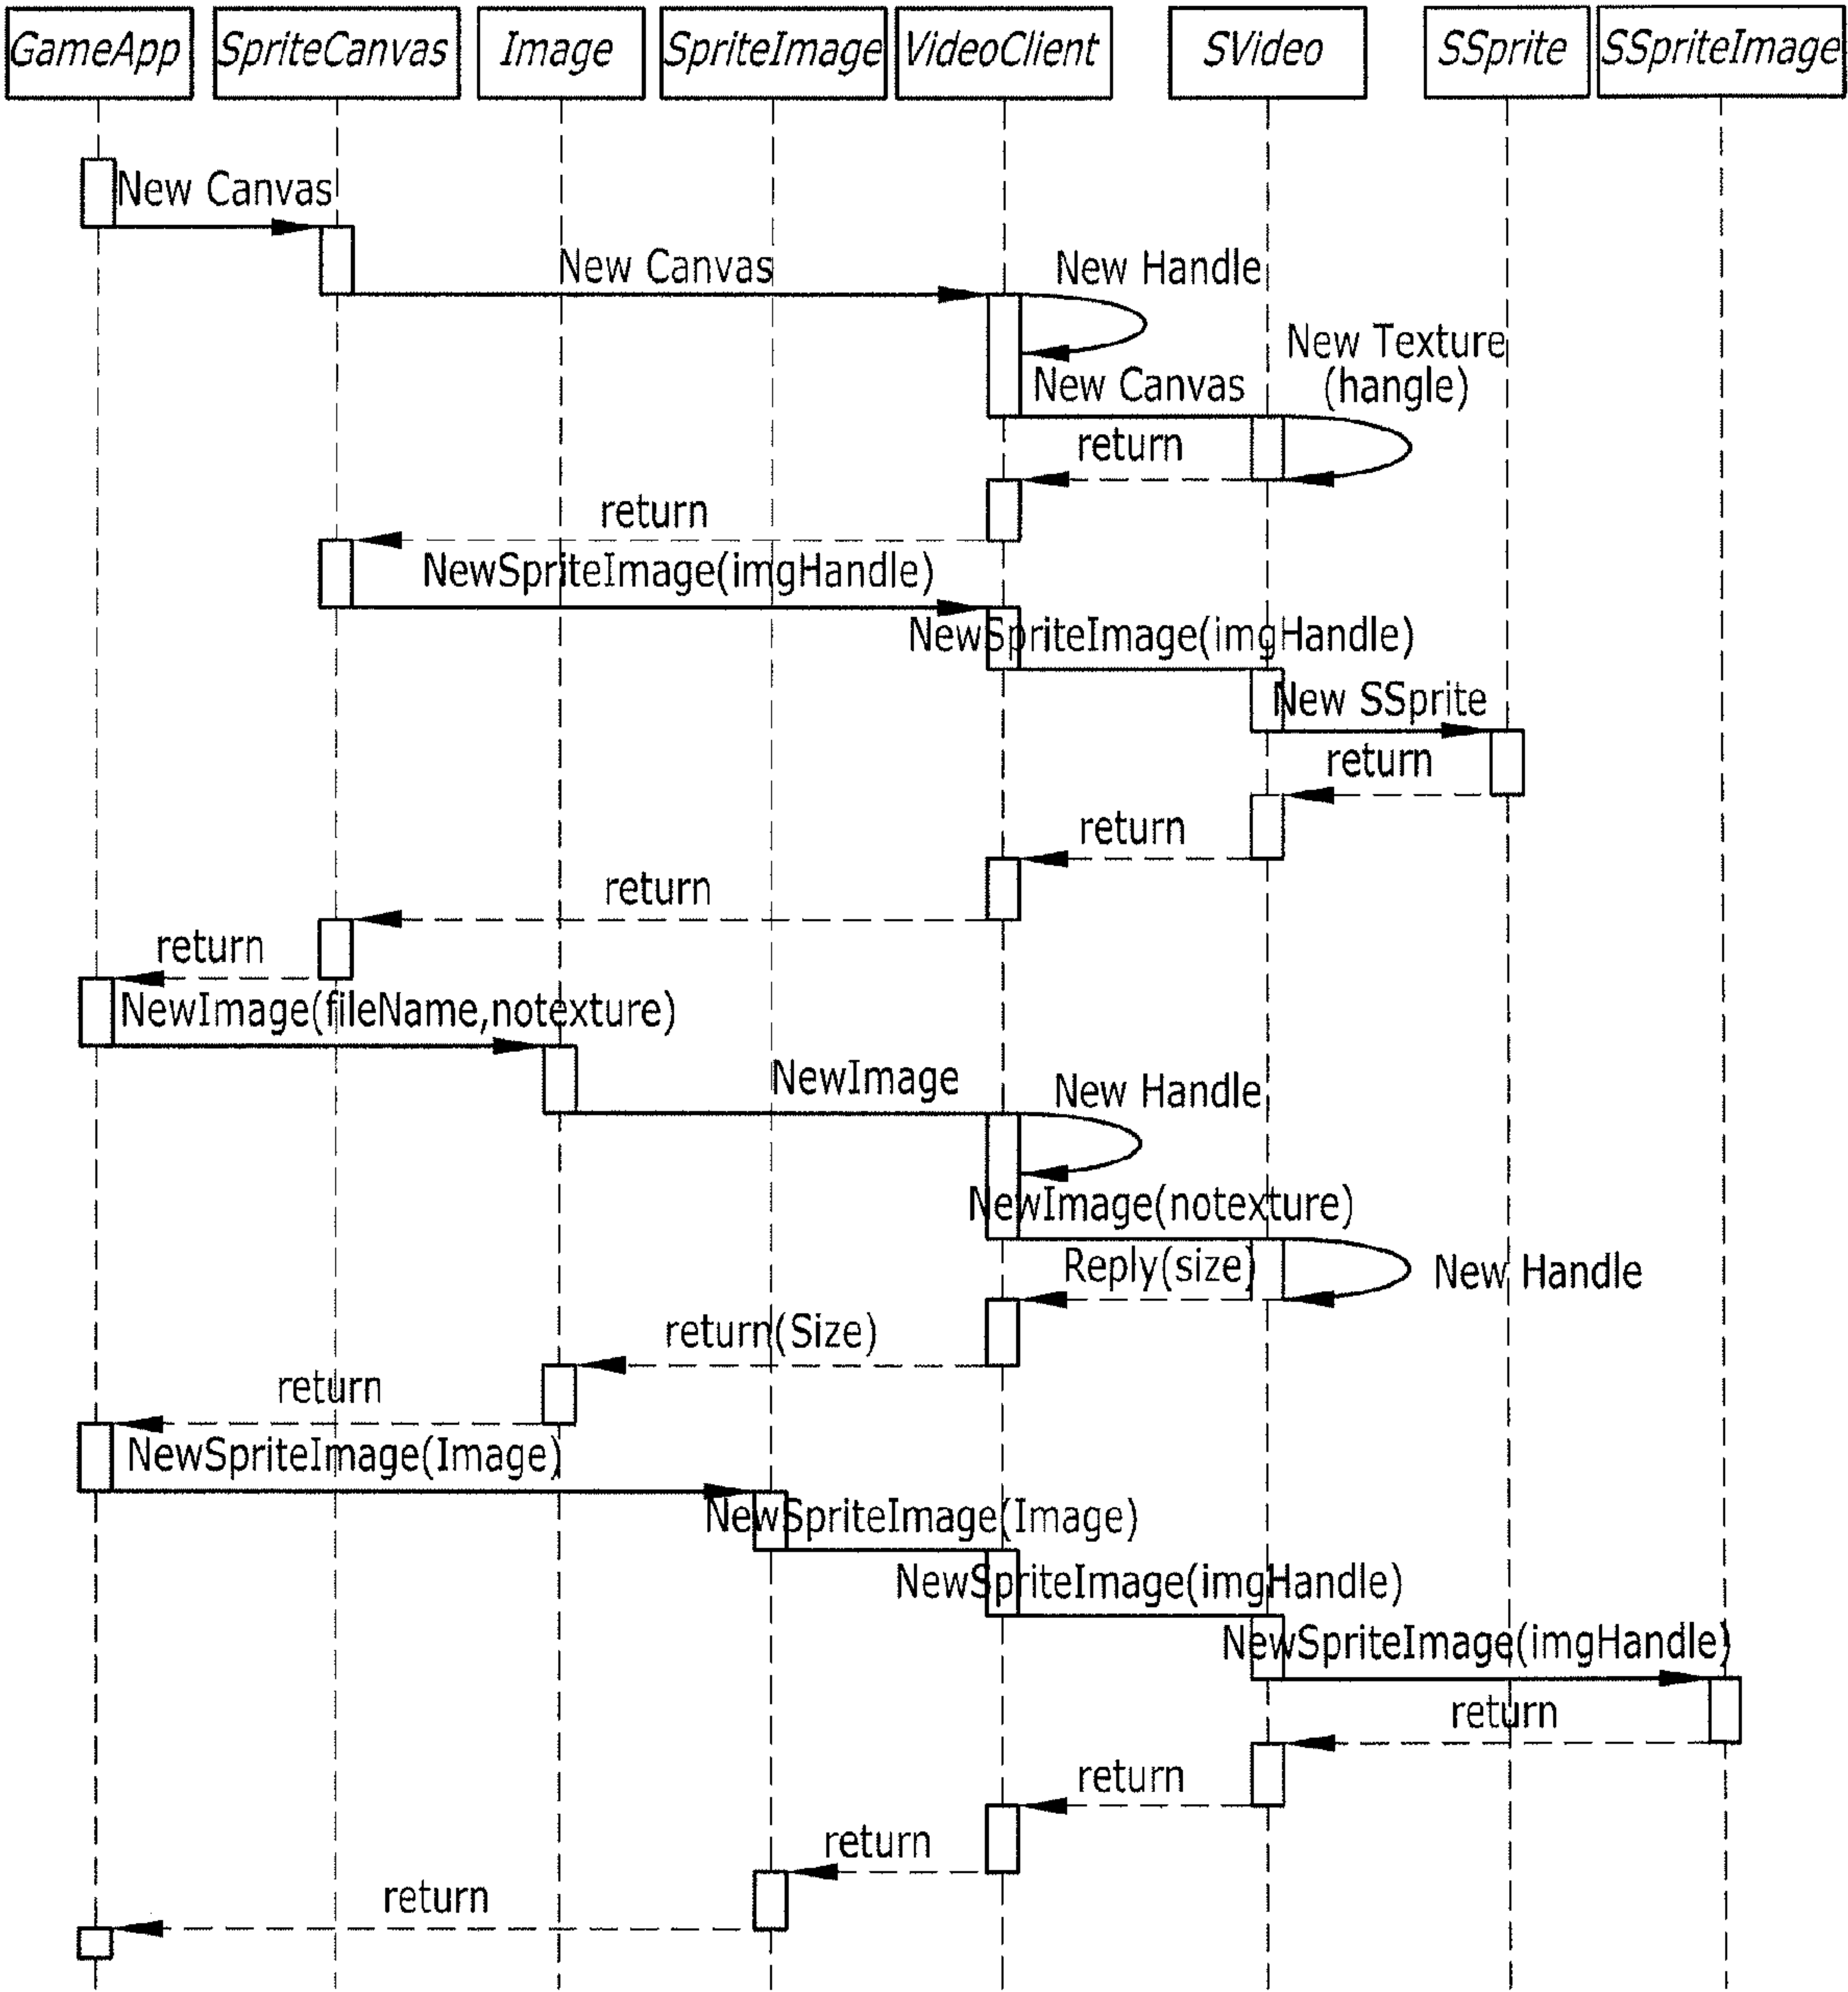 GameApp
SpriteCanvas
Image
SpriteImage
VideoClient
SVideo
SSprite
SSpriteImage
New Canvas
New Canvas
New Handle
New Texture
(hangle)
New Canvas
return
return
NewSpriteImage(imgHandle)
NewSpriteImage(imgHandle)
New SSprite
return
return
return
return
NewImage(fileName,notexture)
NewImage
New Handle
NewImage(notexture)
Reply(size)
New Handle
return(Size)
return
NewSpriteImage(Image)
NewSpriteImage(Image)
NewSpriteImage(imgHandle)
NewSpriteImage(imgHandle)
return
return
return
return